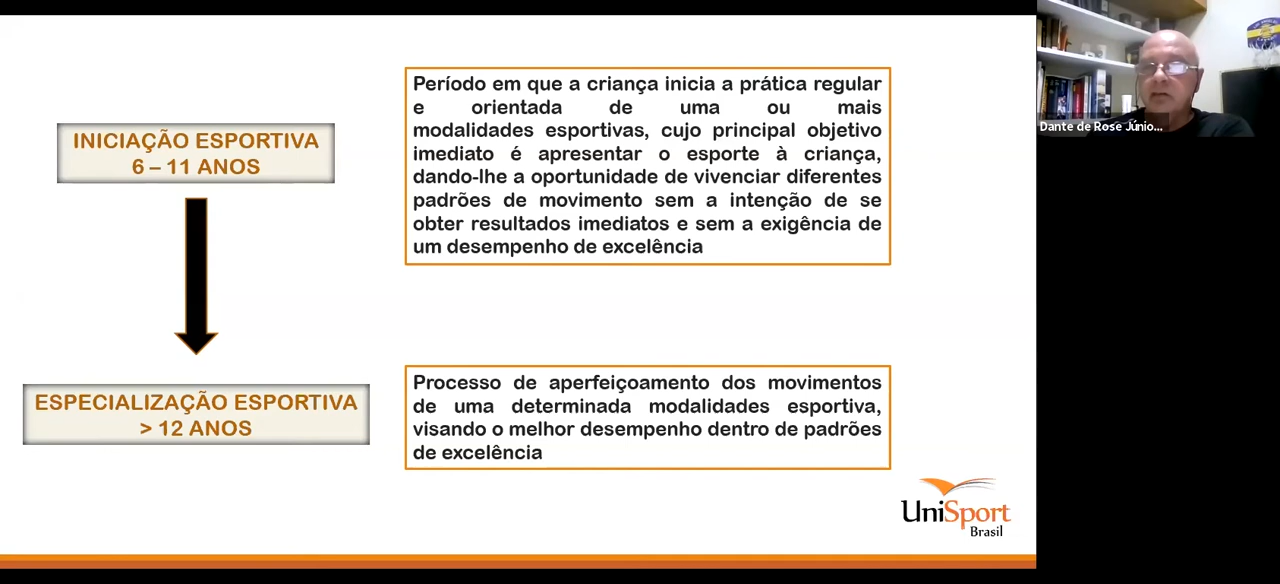 INICIAÇÃO ESPORTIVA
6 – 11 ANOS
Período em que a criança inicia a prática regular
e orientada de uma ou mais
modalidades esportivas, cujo principal objetivo
imediato é apresentar o esporte à criança,
dando-lhe a oportunidade de vivenciar diferentes
padrões de movimento sem a intenção de se
obter resultados imediatos e sem a exigência de
um desempenho de excelência
ESPECIALIZAÇÃO ESPORTIVA
> 12 ANOS
Processo de aperfeiçoamento dos movimentos
de uma determinada modalidades esportiva,
visando o melhor desempenho dentro de padrões
de excelência
UniSport
Brasil
Dante de Rose Júnio...